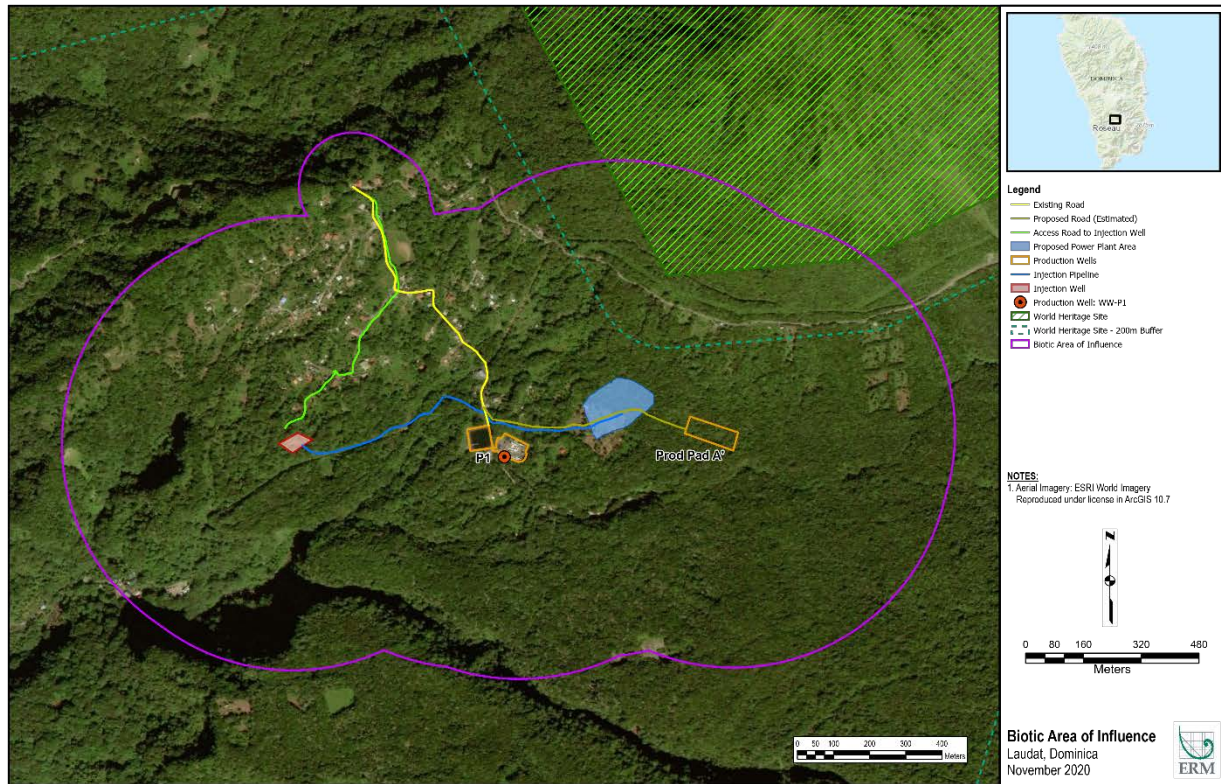 P1
Prod Pad A'
0 50 100 200 300 400
Meters
DOMINICA
Roseau
Legend
Existing Road
Proposed Road (Estimated)
Access Road to Injection Well
Proposed Power Plant Area
Production Wells
Injection Pipeline
Injection Well
Production Well: WW-P1
World Heritage Site
World Heritage Site - 200m Buffer
Biotic Area of Influence
NOTES:
1. Aerial Imagery: ESRI World Imagery
Reproduced under license in ArcGIS 10.7
N
0 80 160 320 480
Meters
Biotic Area of Influence
Laudat, Dominica
November 2020
ERM